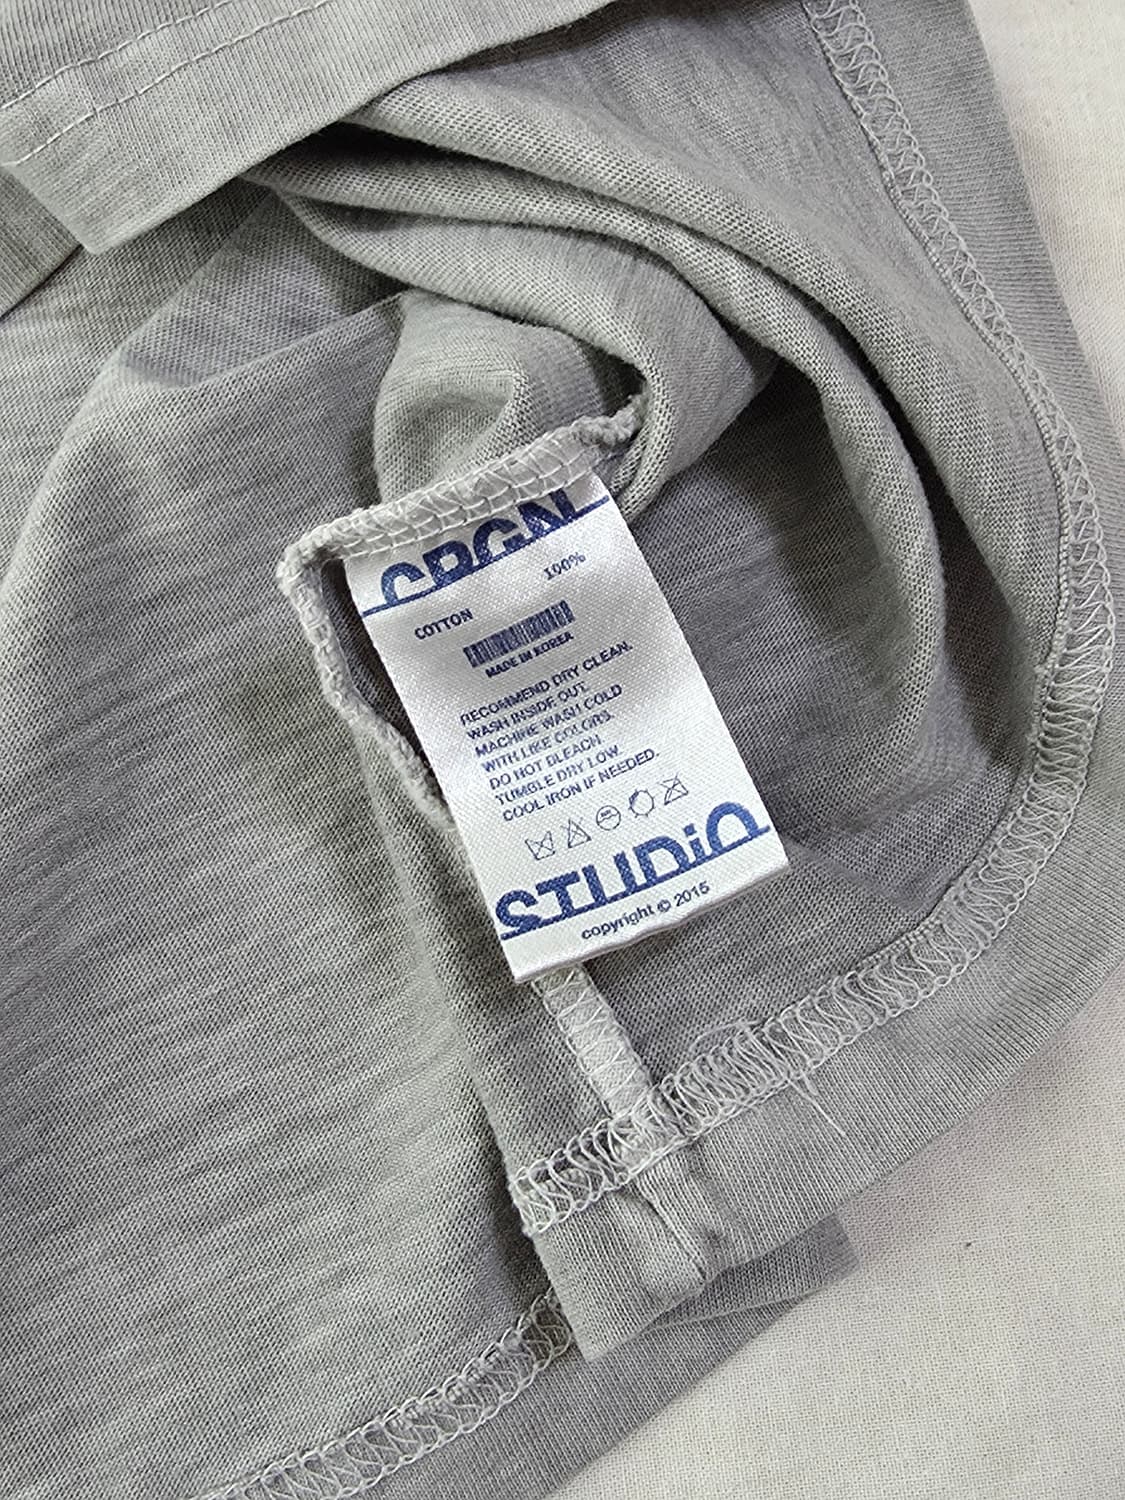 CRGN
100%
COTTON
MADE IN KOREA
RECOMMEND DRY CLEAN.
WASH INSIDE OUT.
MACHINE WASH COLD
WITH LIKE COLORS.
DO NOT BLEACH.
TUMBLE DRY LOW.
COOL IRON IF NEEDED.
STUDiO
copyright © 2015